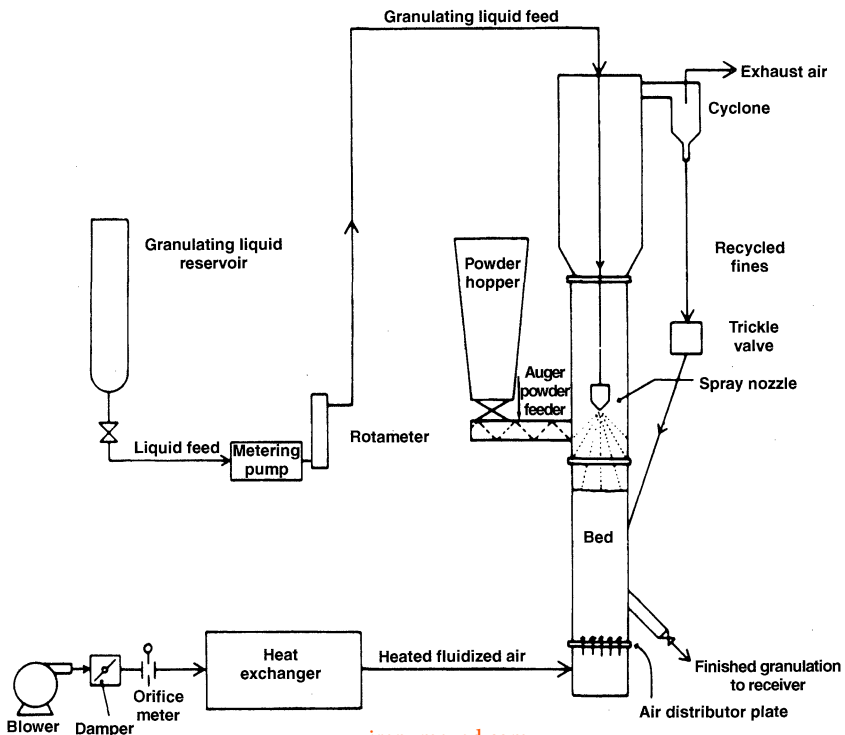 Granulating liquid feed
Exhaust air
Cyclone
Granulating liquid
reservoir
Powder
hopper
Recycled
fines
Trickle
valve
Auger
powder
feeder
Spray nozzle
Rotameter
Liquid feed
Metering
pump
Bed
Heat
exchanger
Heated fluidized air
Finished granulation
to receiver
Orifice
meter
Air distributor plate
Blower
Damper